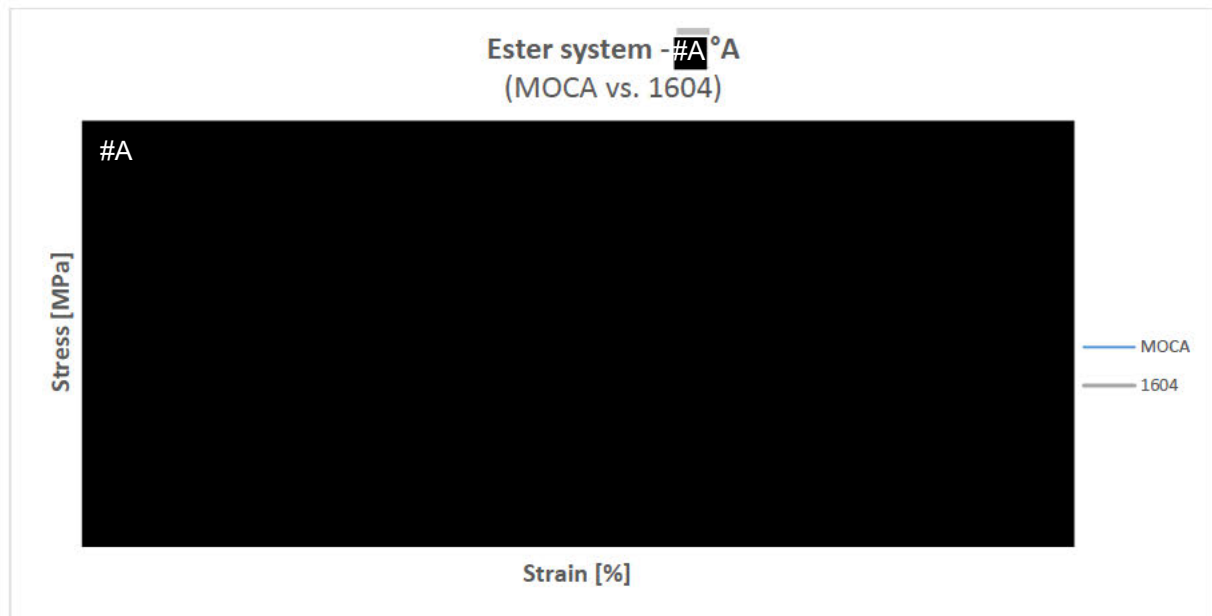 Ester system - #A °A
(MOCA vs. 1604)
#A
Stress [MPa]
MOCA
1604
Strain [%]